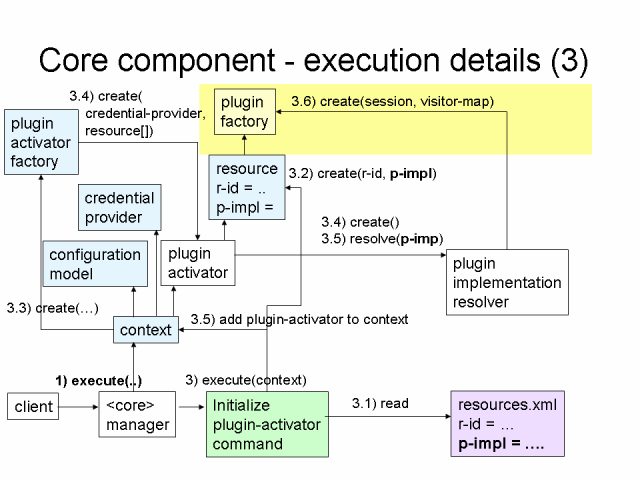 Core component - execution details (3)
3.4) create(
credential-provider,
resource[])
plugin
factory
3.6) create(session, visitor-map)
plugin
activator
factory
resource
r-id = ..
p-impl =
3.2) create(r-id, p-impl)
credential
provider
3.4) create()
3.5) resolve(p-imp)
configuration
model
plugin
activator
plugin
implementation
resolver
3.3) create(…)
context
3.5) add plugin-activator to context
1) execute(..)
3) execute(context)
client
<core>
manager
Initialize
plugin-activator
command
3.1) read
resources.xml
r-id = …
p-impl = ….